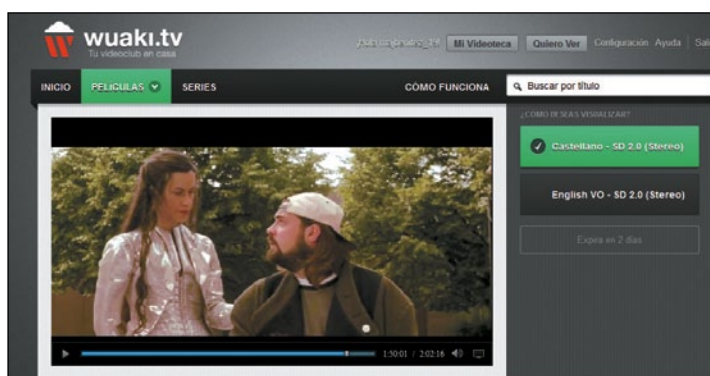 wuaki.tv
Tu videoclub en casa
Mi Videoteca Quiero Ver Configuración Ayuda
INICIO PELICULAS SERIES CÓMO FUNCIONA Buscar por título
¿COMO DESEAS VISUALIZAR?
Castellano - SD 2.0 (Stereo)
English VO - SD 2.0 (Stereo)
Expira en 2 días
1:50:01 / 2:02:16